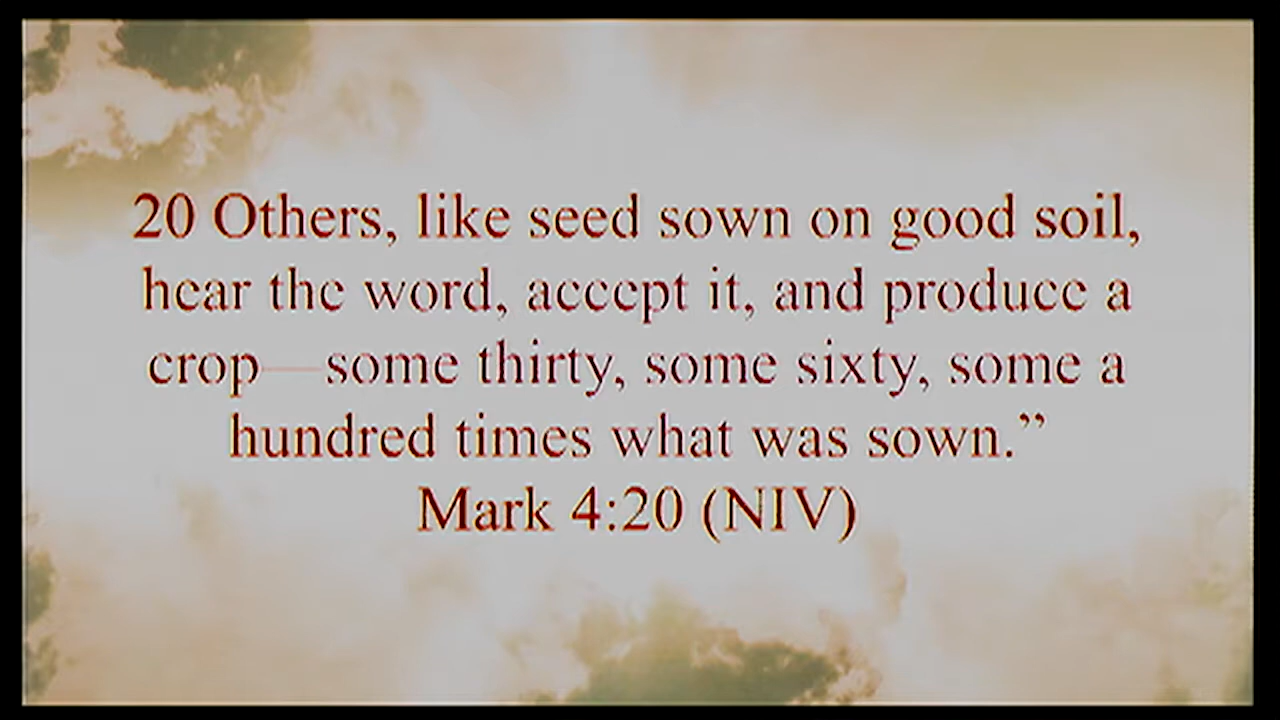 20 Others, like seed sown on good soil,
hear the word, accept it, and produce a
crop—some thirty, some sixty, some a
hundred times what was sown.”
Mark 4:20 (NIV)